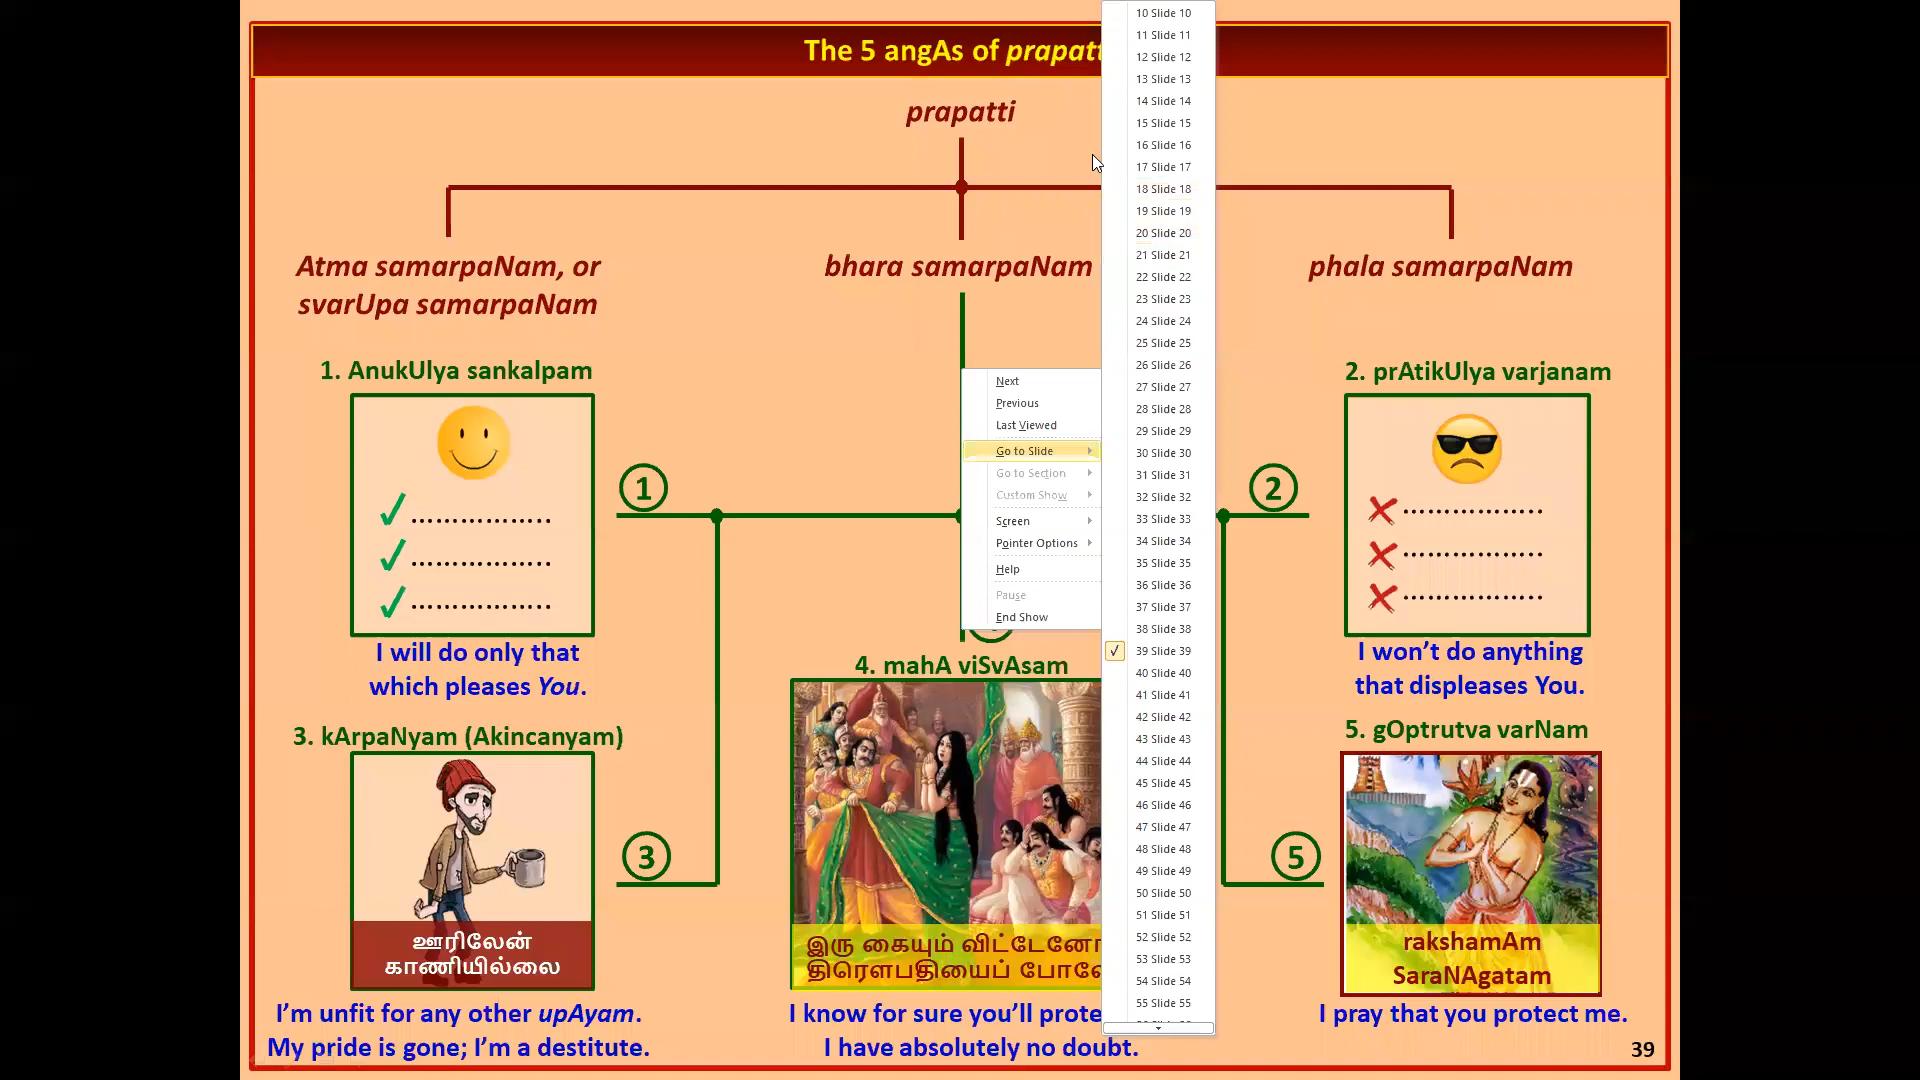 The 5 angAs of prapatt
prapatti
Atma samarpaNam, or
svarUpa samarpaNam
bhara samarpaNam
phala samarpaNam
1. AnukUlya sankalpam
1
I will do only that
which pleases You.
2. prAtikUlya varjanam
2
I won't do anything
that displeases You.
3. kArpaNyam (Akincanyam)
3
ஊரிலேன்
காணியில்லை
I'm unfit for any other upAyam.
My pride is gone; I'm a destitute.
4. mahA viSvAsam
இரு கையும் விட்டேனோ
திரௌபதியைப் போலே
I know for sure you'll prote
I have absolutely no doubt.
5. gOptrutva varNam
5
rakshamAm
SaraNAgatam
I pray that you protect me.
39
Next
Previous
Last Viewed
Go to Slide
Go to Section
Custom Show
Screen
Pointer Options
Help
Pause
End Show
10 Slide 10
11 Slide 11
12 Slide 12
13 Slide 13
14 Slide 14
15 Slide 15
16 Slide 16
17 Slide 17
18 Slide 18
19 Slide 19
20 Slide 20
21 Slide 21
22 Slide 22
23 Slide 23
24 Slide 24
25 Slide 25
26 Slide 26
27 Slide 27
28 Slide 28
29 Slide 29
30 Slide 30
31 Slide 31
32 Slide 32
33 Slide 33
34 Slide 34
35 Slide 35
36 Slide 36
37 Slide 37
38 Slide 38
39 Slide 39
40 Slide 40
41 Slide 41
42 Slide 42
43 Slide 43
44 Slide 44
45 Slide 45
46 Slide 46
47 Slide 47
48 Slide 48
49 Slide 49
50 Slide 50
51 Slide 51
52 Slide 52
53 Slide 53
54 Slide 54
55 Slide 55